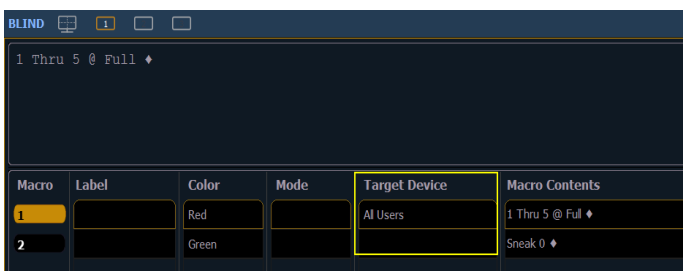 BLIND 1
1 Thru 5 @ Full ♦
Macro Label Color Mode Target Device Macro Contents
1 Red All Users 1 Thru 5 @ Full ♦
2 Green Sneak 0 ♦